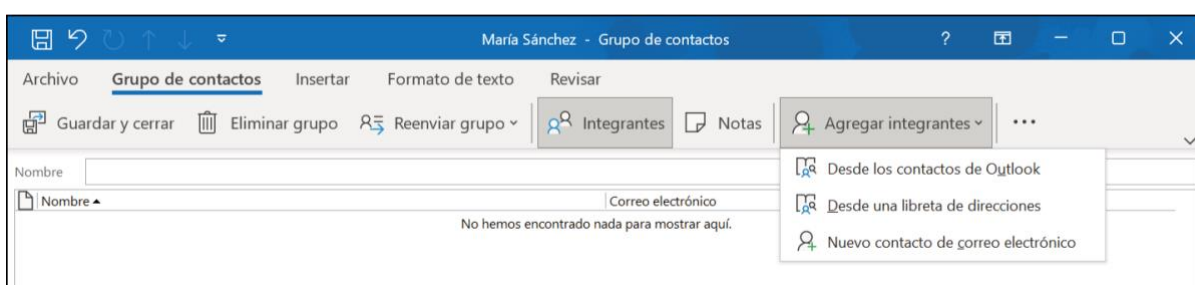 María Sánchez - Grupo de contactos ?
Archivo Grupo de contactos Insertar Formato de texto Revisar
Guardar y cerrar Eliminar grupo Reenviar grupo Integrantes Notas Agregar integrantes ...
Desde los contactos de Outlook
Nombre
Nombre Correo electrónico
Desde una libreta de direcciones
No hemos encontrado nada para mostrar aquí.
Nuevo contacto de correo electrónico